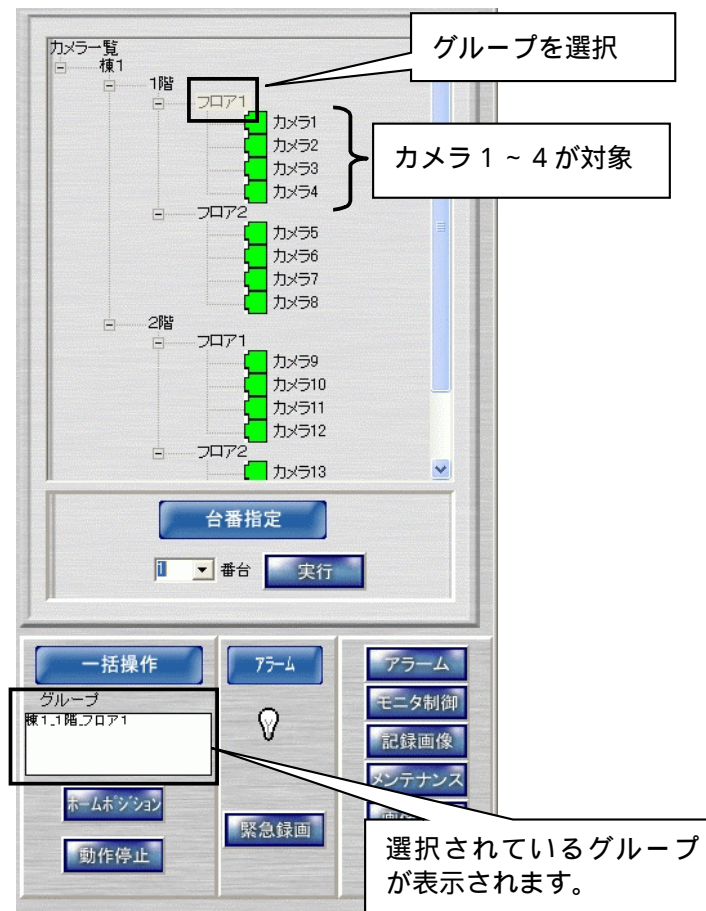 グループを選択
カメラ一覧
棟1
1階
フロア1
カメラ1
カメラ2
カメラ3
カメラ4
カメラ１～４が対象
フロア2
カメラ5
カメラ6
カメラ7
カメラ8
2階
フロア1
カメラ9
カメラ10
カメラ11
カメラ12
フロア2
カメラ13
台番指定
1 番台 実行
一括操作
グループ
棟1_1階_フロア1
ホームポジション
動作停止
アラーム
緊急録画
アラーム
モニタ制御
記録画像
メンテナンス
選択されているグループ
が表示されます。